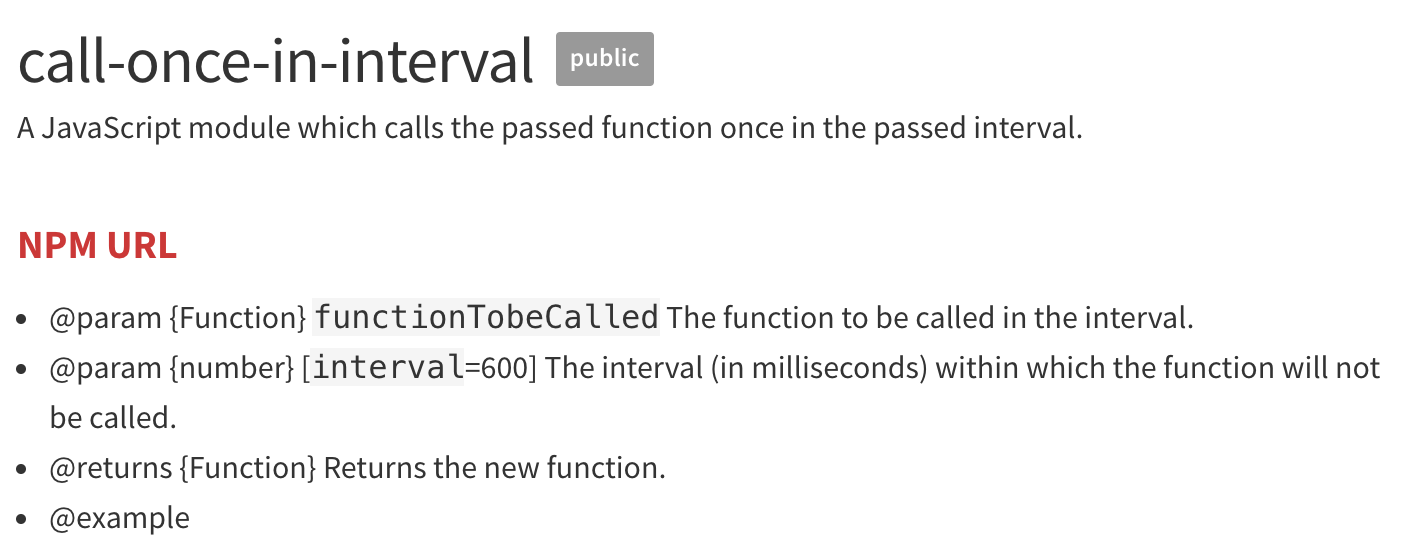 call-once-in-interval public
A JavaScript module which calls the passed function once in the passed interval.
NPM URL
• @param {Function} functionTobeCalled The function to be called in the interval.
• @param {number} [interval=600] The interval (in milliseconds) within which the function will not
be called.
• @returns {Function} Returns the new function.
• @example